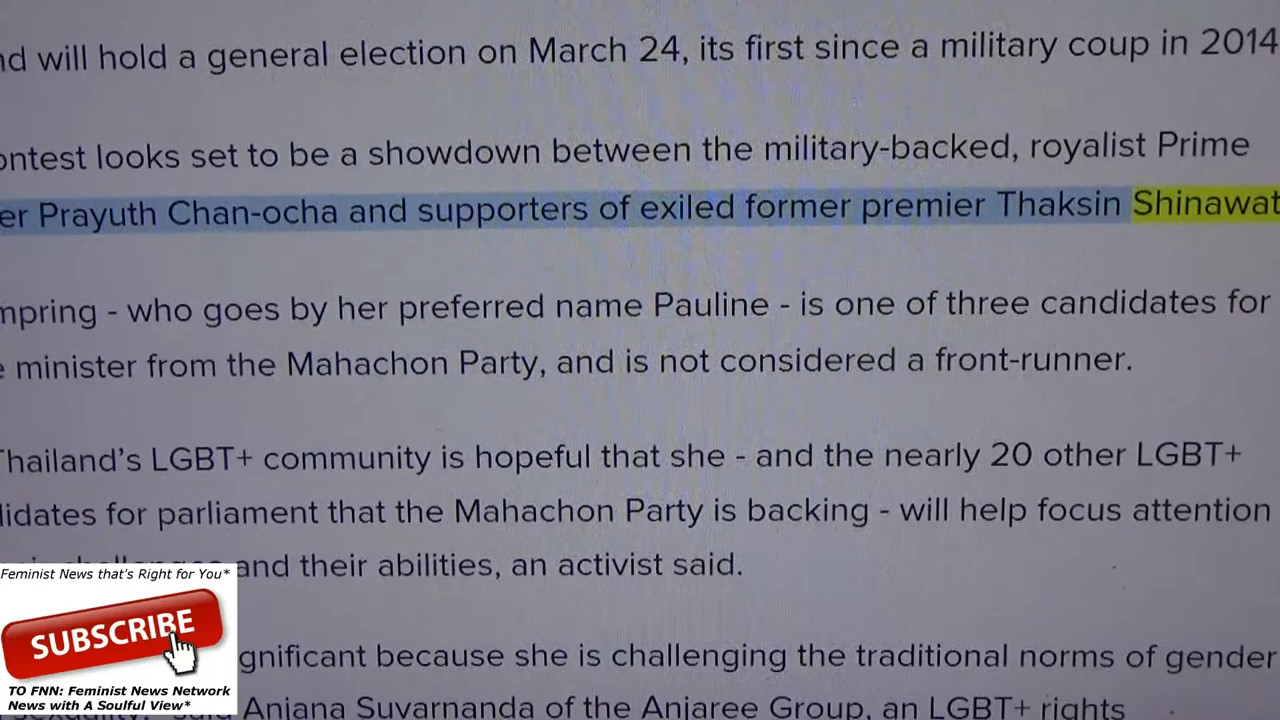 nd will hold a general election on March 24, its first since a military coup in 2014
ontest looks set to be a showdown between the military-backed, royalist Prime
er Prayuth Chan-ocha and supporters of exiled former premier Thaksin Shinawat
mpring - who goes by her preferred name Pauline - is one of three candidates for
e minister from the Mahachon Party, and is not considered a front-runner.
Thailand's LGBT+ community is hopeful that she - and the nearly 20 other LGBT+
lidates for parliament that the Mahachon Party is backing - will help focus attention
and their abilities, an activist said.
gnificant because she is challenging the traditional norms of gender
Anjana Suvarnanda of the Anjaree Group, an LGBT+ rights
Feminist News that's Right for You*
SUBSCRIBE
TO FNN: Feminist News Network
News with A Soulful View*